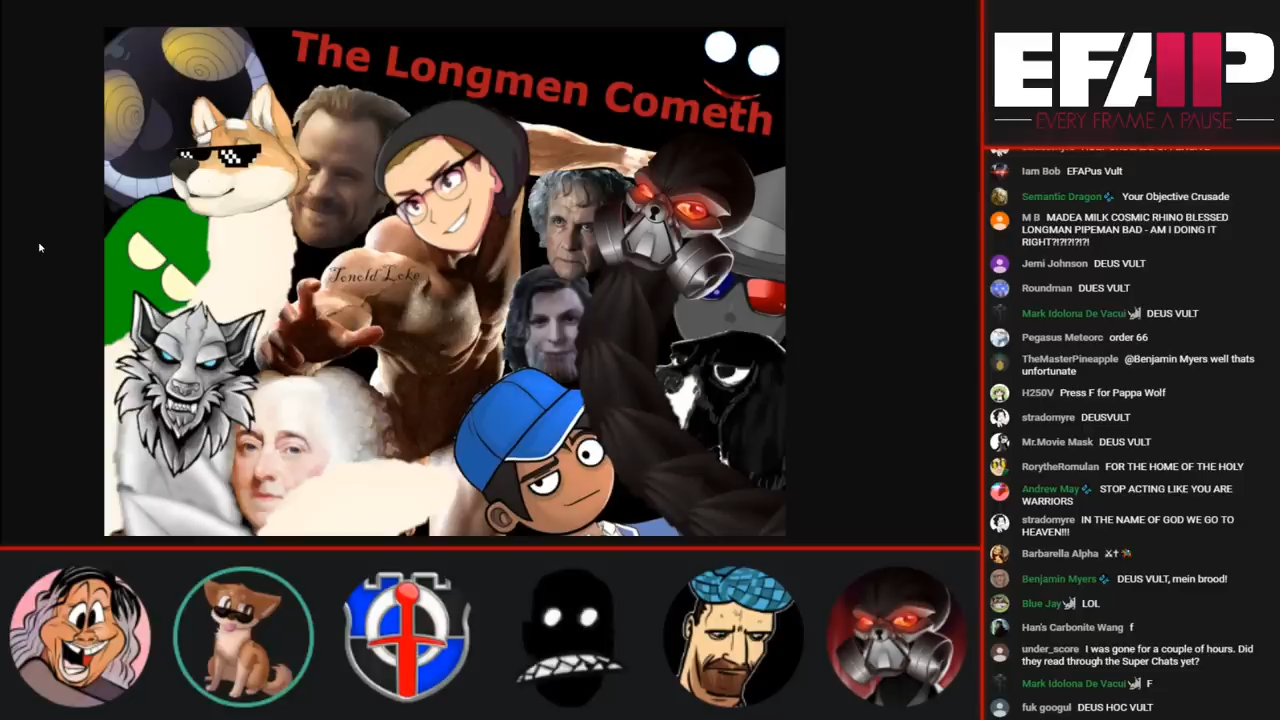 The Longmen Cometh
EFAP
EVERY FRAME A PAUSE
Iam Bob EFAPus Vult
Semantic Dragon Your Objective Crusade
M B MADEA MILK COSMIC RHINO BLESSED
LONGMAN PIPEMAN BAD - AM I DOING IT
RIGHT?!?!?!?!
Jemi Johnson DEUS VULT
Roundman DUES VULT
Mark Idolona De Vacui DEUS VULT
Pegasus Meteorc order 66
TheMasterPineapple @Benjamin Myers well thats
unfortunate
H250V Press F for Pappa Wolf
stradomyre DEUSVULT
Mr.Movie Mask DEUS VULT
RorytheRomulan FOR THE HOME OF THE HOLY
Andrew May STOP ACTING LIKE YOU ARE
WARRIORS
stradomyre IN THE NAME OF GOD WE GO TO
HEAVEN!!!
Barbarella Alpha
Benjamin Myers DEUS VULT, mein brood!
Blue Jay LOL
Han's Carbonite Wang f
under_score I was gone for a couple of hours. Did
they read through the Super Chats yet?
Mark Idolona De Vacui F
fuk googul DEUS HOC VULT